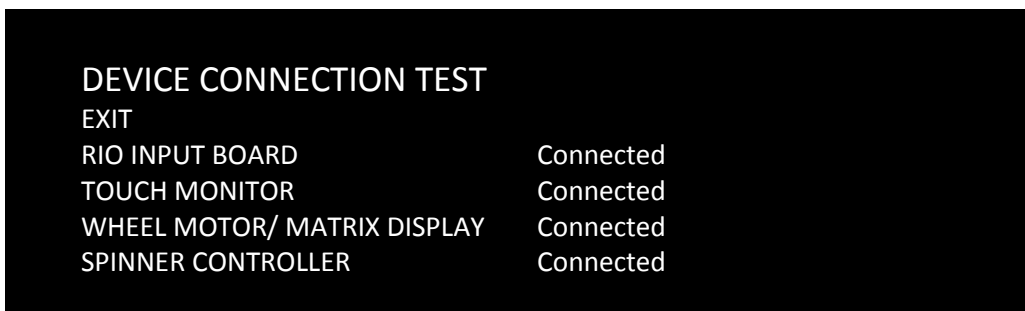 DEVICE CONNECTION TEST
EXIT
RIO INPUT BOARD Connected
TOUCH MONITOR Connected
WHEEL MOTOR/ MATRIX DISPLAY Connected
SPINNER CONTROLLER Connected